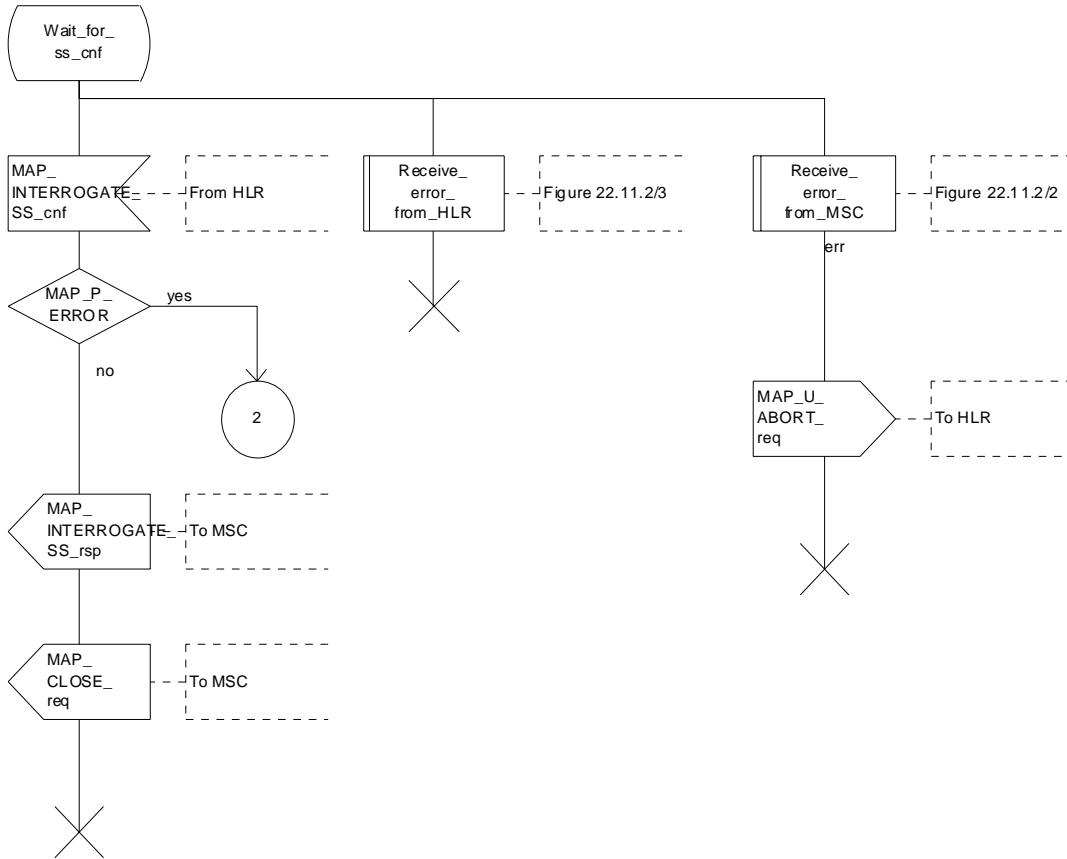 Wait_for_
ss_cnf
MAP_
INTERROGATE_
SS_cnf
From HLR
Receive_
error_
from_HLR
Figure 22.11.2/3
Receive_
error_
from_MSC
Figure 22.11.2/2
err
MAP_P_
ERROR
yes
no
2
MAP_U_
ABORT_
req
To HLR
MAP_
INTERROGATE_
SS_rsp
To MSC
MAP_
CLOSE_
req
To MSC